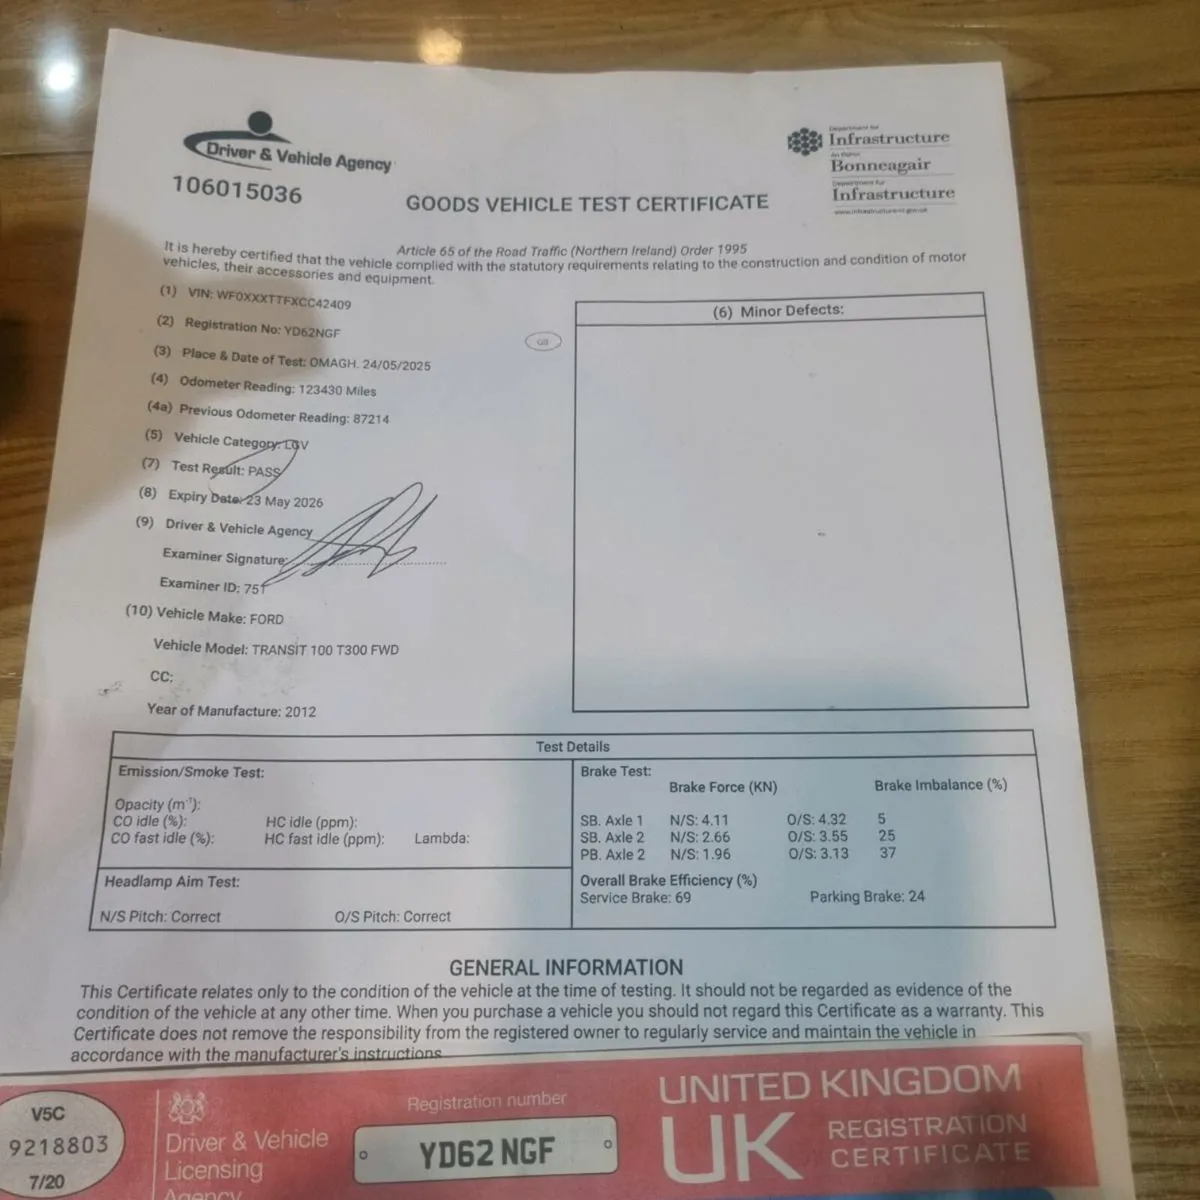 Driver & Vehicle Agency
106015036
Department for
Infrastructure
An Roinn
Bonneagair
Department for
Infrastructure
www.infrastructure-ni.gov.uk
GOODS VEHICLE TEST CERTIFICATE
Article 65 of the Road Traffic (Northern Ireland) Order 1995
It is hereby certified that the vehicle complied with the statutory requirements relating to the construction and condition of motor
vehicles, their accessories and equipment.
(1) VIN: WF0XXXTTFXCC42409
(2) Registration No: YD62NGF
GB
(3) Place & Date of Test: OMAGH. 24/05/2025
(4) Odometer Reading: 123430 Miles
(4a) Previous Odometer Reading: 87214
(5) Vehicle Category: LGV
(7) Test Result: PASS
(8) Expiry Date: 23 May 2026
(9) Driver & Vehicle Agency
Examiner Signature:
Examiner ID: 751
(10) Vehicle Make: FORD
Vehicle Model: TRANSIT 100 T300 FWD
CC:
Year of Manufacture: 2012
(6) Minor Defects:
Test Details
Emission/Smoke Test:
Opacity (m⁻¹):
CO idle (%): HC idle (ppm):
CO fast idle (%): HC fast idle (ppm): Lambda:
Headlamp Aim Test:
N/S Pitch: Correct O/S Pitch: Correct
Brake Test:
Brake Force (KN) Brake Imbalance (%)
SB. Axle 1 N/S: 4.11 O/S: 4.32 5
SB. Axle 2 N/S: 2.66 O/S: 3.55 25
PB. Axle 2 N/S: 1.96 O/S: 3.13 37
Overall Brake Efficiency (%)
Service Brake: 69 Parking Brake: 24
GENERAL INFORMATION
This Certificate relates only to the condition of the vehicle at the time of testing. It should not be regarded as evidence of the
condition of the vehicle at any other time. When you purchase a vehicle you should not regard this Certificate as a warranty. This
Certificate does not remove the responsibility from the registered owner to regularly service and maintain the vehicle in
accordance with the manufacturer's instructions
V5C
9218803
7/20
Driver & Vehicle
Licensing
Agency
Registration number
YD62 NGF
UNITED KINGDOM
UK
REGISTRATION
CERTIFICATE